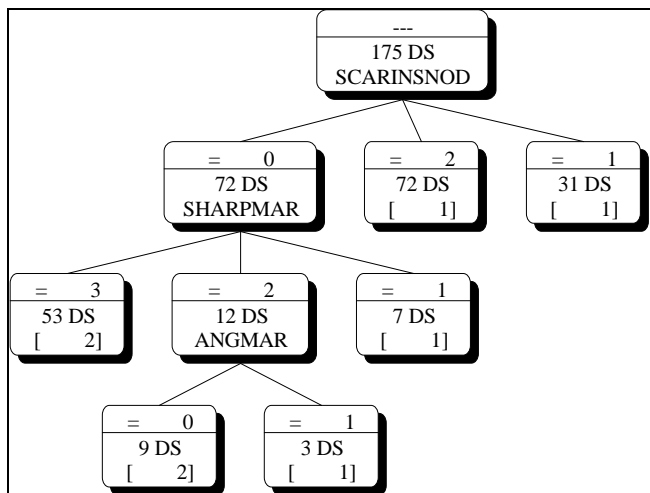 ---
175 DS
SCARINSNOD
= 0
72 DS
SHARPMAR
= 2
72 DS
[ 1]
= 1
31 DS
[ 1]
= 3
53 DS
[ 2]
= 2
12 DS
ANGMAR
= 1
7 DS
[ 1]
= 0
9 DS
[ 2]
= 1
3 DS
[ 1]